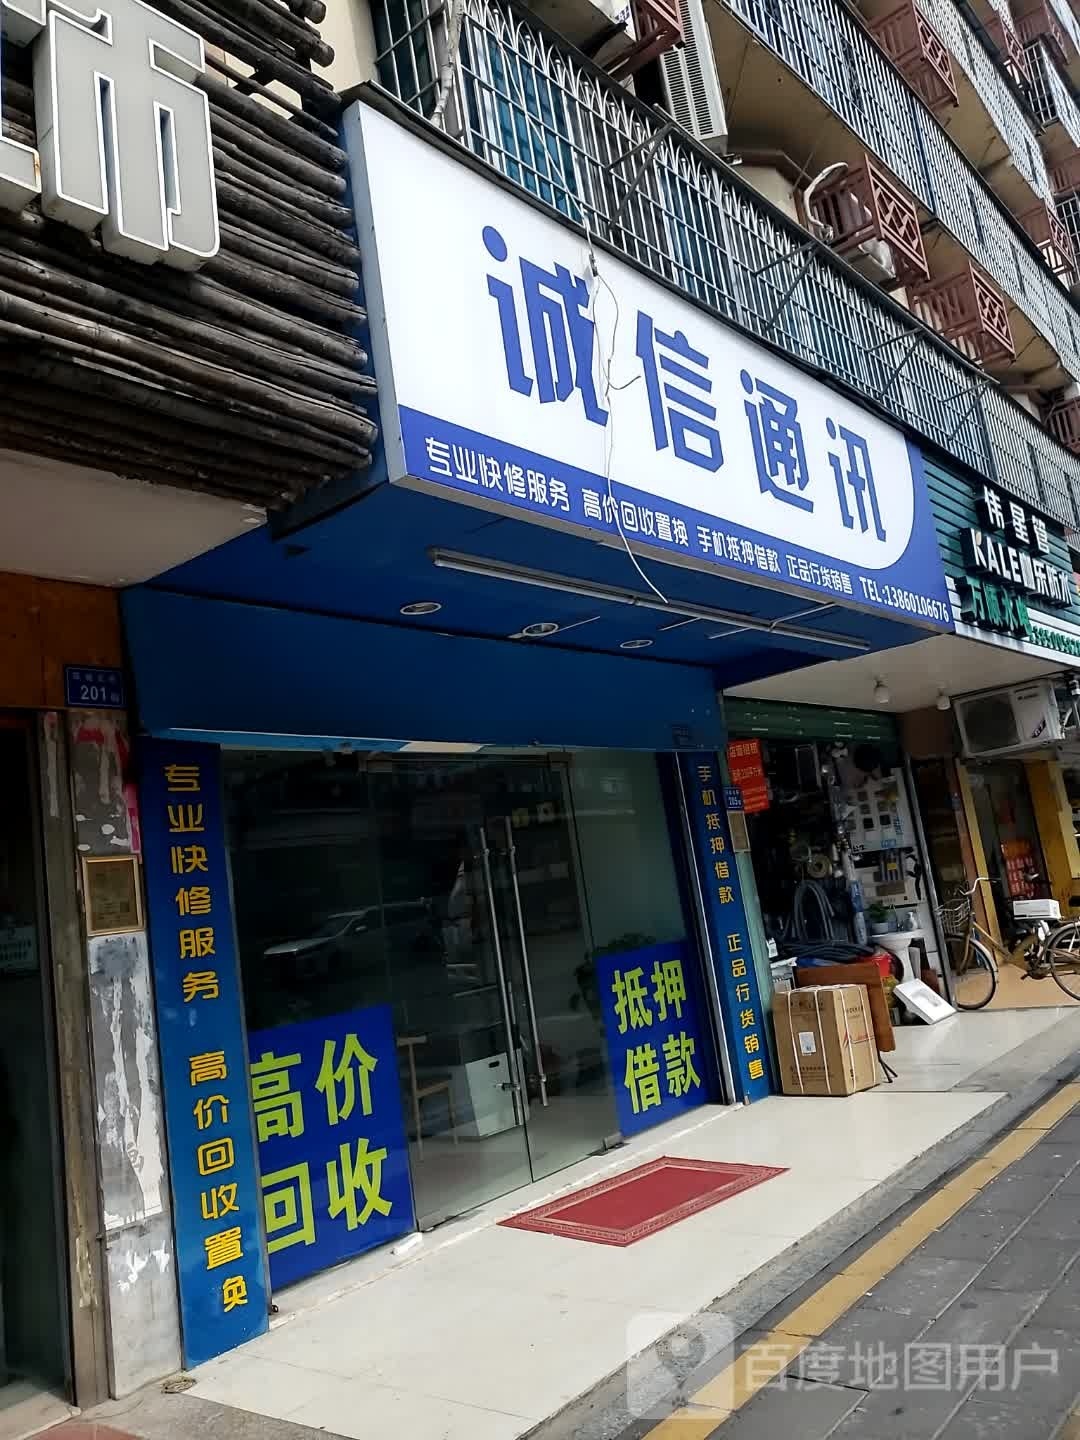 市
诚信通讯
专业快修服务 高价回收置换 手机抵押借款 正品行货销售 TEL:13860106676
伟星管
KALE
201
专业快修服务 高价回收置换
高价
回收
抵押
借款
手机抵押借款 正品行货销售
203
百度地图用户